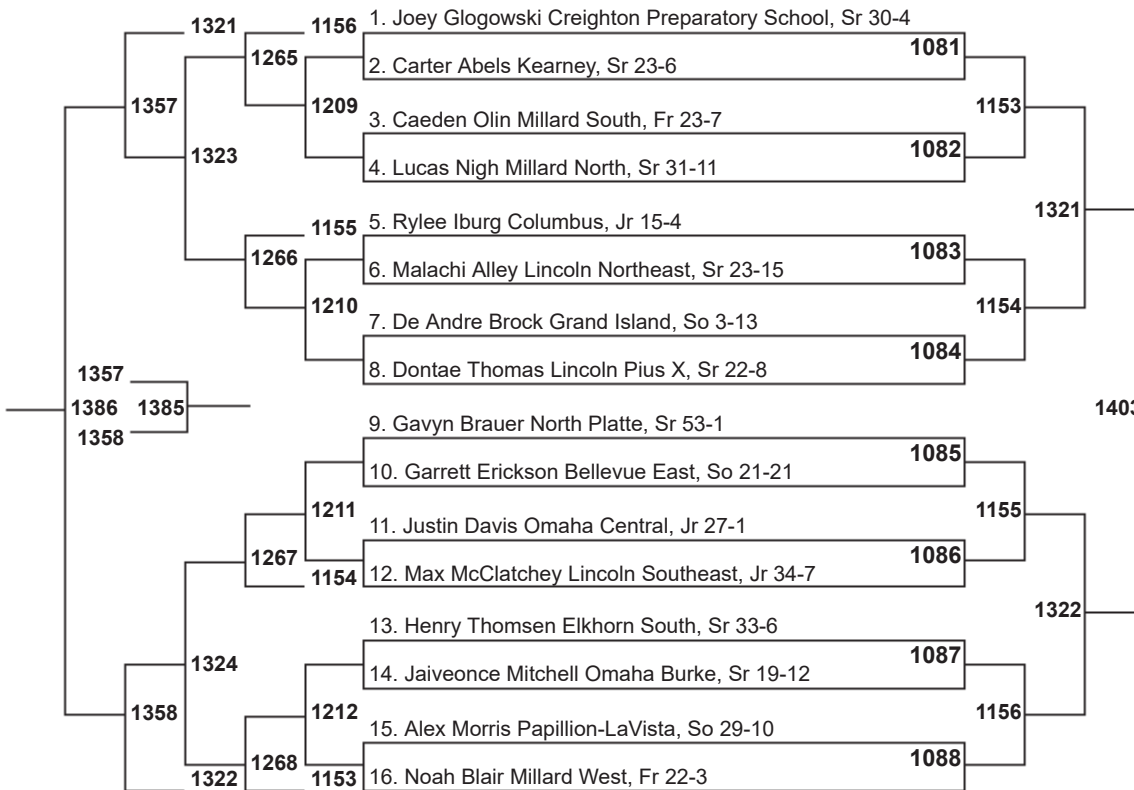 1321 1156 1. Joey Glogowski Creighton Preparatory School, Sr 30-4
1265 1081
2. Carter Abels Kearney, Sr 23-6
1357 1209 1153
3. Caeden Olin Millard South, Fr 23-7
1323 1082
4. Lucas Nigh Millard North, Sr 31-11
1321
1155 5. Rylee Iburg Columbus, Jr 15-4
1266 1083
6. Malachi Alley Lincoln Northeast, Sr 23-15
1210 1154
7. De Andre Brock Grand Island, So 3-13
1084
8. Dontae Thomas Lincoln Pius X, Sr 22-8
1357
1386 1385 1403
1358
9. Gavyn Brauer North Platte, Sr 53-1
1085
10. Garrett Erickson Bellevue East, So 21-21
1211 1155
11. Justin Davis Omaha Central, Jr 27-1
1267 1086
1154 12. Max McClatchey Lincoln Southeast, Jr 34-7
1322
13. Henry Thomsen Elkhorn South, Sr 33-6
1324 1087
14. Jaiveonce Mitchell Omaha Burke, Sr 19-12
1358 1212 1156
15. Alex Morris Papillion-LaVista, So 29-10
1268 1088
1322 1153 16. Noah Blair Millard West, Fr 22-3